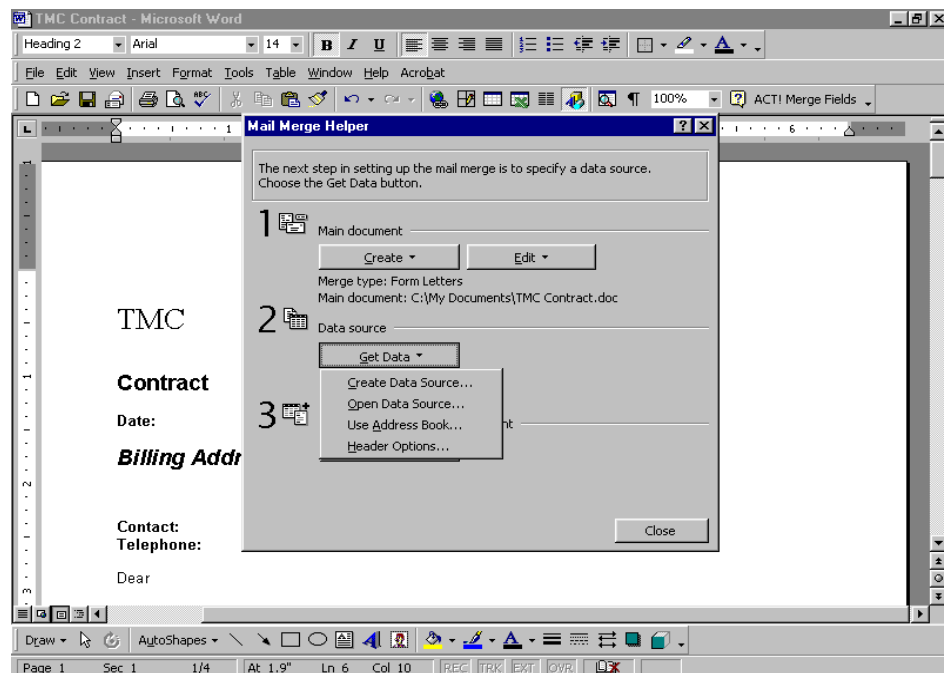 TMC Contract - Microsoft Word
Heading 2 Arial 14 B I U A
File Edit View Insert Format Tools Table Window Help Acrobat
ABC 100% ACT! Merge Fields
L 1 6
Mail Merge Helper
The next step in setting up the mail merge is to specify a data source.
Choose the Get Data button.
1 Main document
Create Edit
Merge type: Form Letters
Main document: C:\My Documents\TMC Contract.doc
TMC
2 Data source
Get Data
Create Data Source...
Open Data Source...
Use Address Book...
Header Options...
3 nt
Contract
Date:
Billing Addr
Contact:
Telephone:
Close
Dear
Draw AutoShapes A A
Page 1 Sec 1 1/4 At 1.9" Ln 6 Col 10 REC TRK EXT OVR